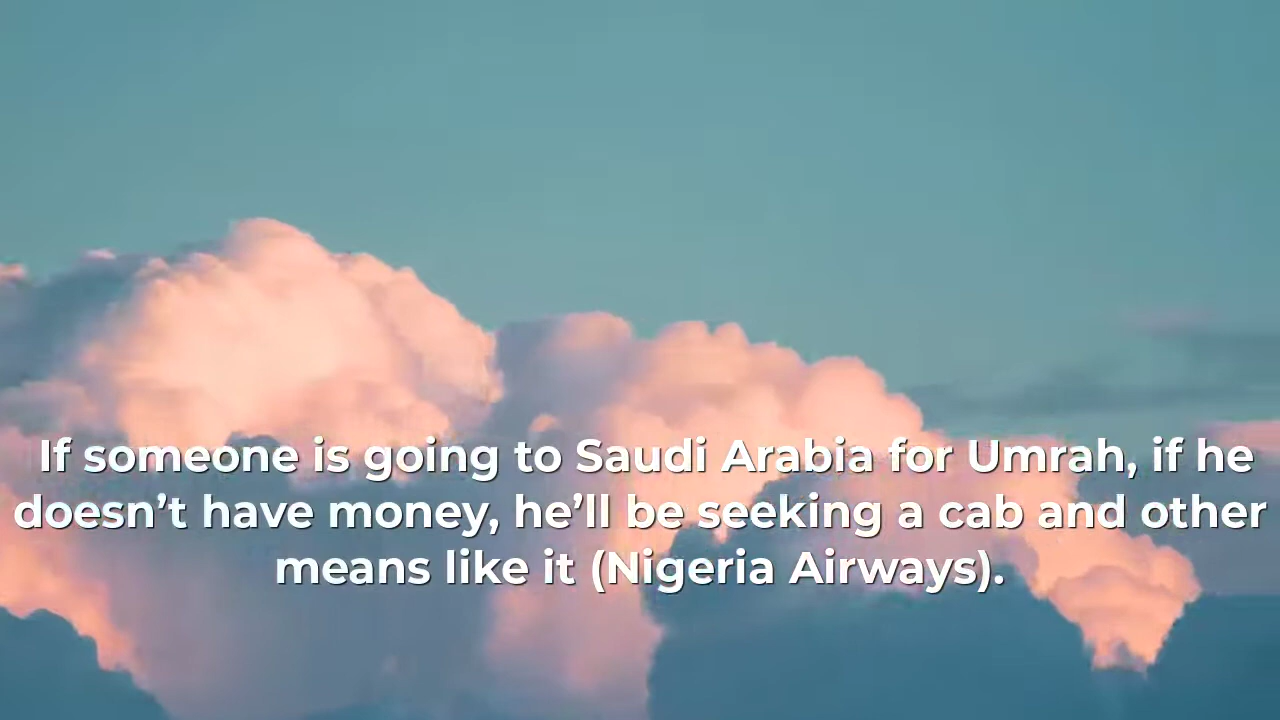 If someone is going to Saudi Arabia for Umrah, if he
doesn’t have money, he’ll be seeking a cab and other
means like it (Nigeria Airways).